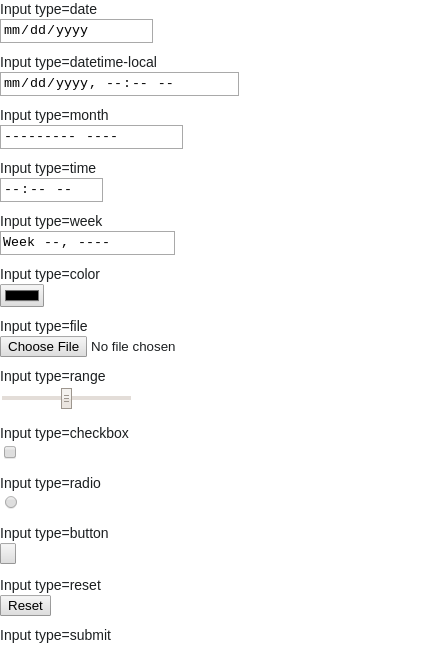 Input type=date
mm/dd/yyyy
Input type=datetime-local
mm/dd/yyyy, --:-- --
Input type=month
--------- ----
Input type=time
--:-- --
Input type=week
Week --, ----
Input type=color
Input type=file
Choose File No file chosen
Input type=range
Input type=checkbox
Input type=radio
Input type=button
Input type=reset
Reset
Input type=submit